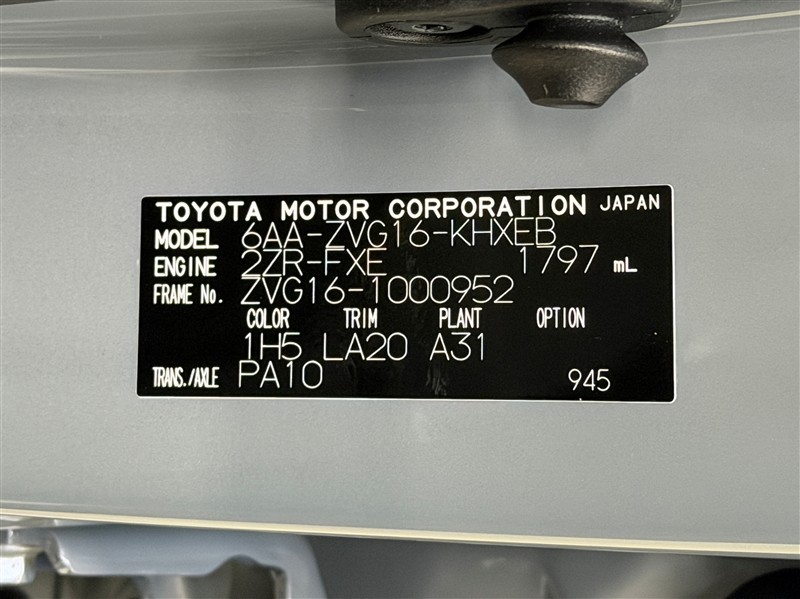 TOYOTA MOTOR CORPORATION JAPAN
MODEL 6AA-ZVG16-KHXEB
ENGINE 2ZR-FXE 1797 mL
FRAME No. ZVG16-1000952
COLOR TRIM PLANT OPTION
1H5 LA20 A31
TRANS./AXLE PA10 945